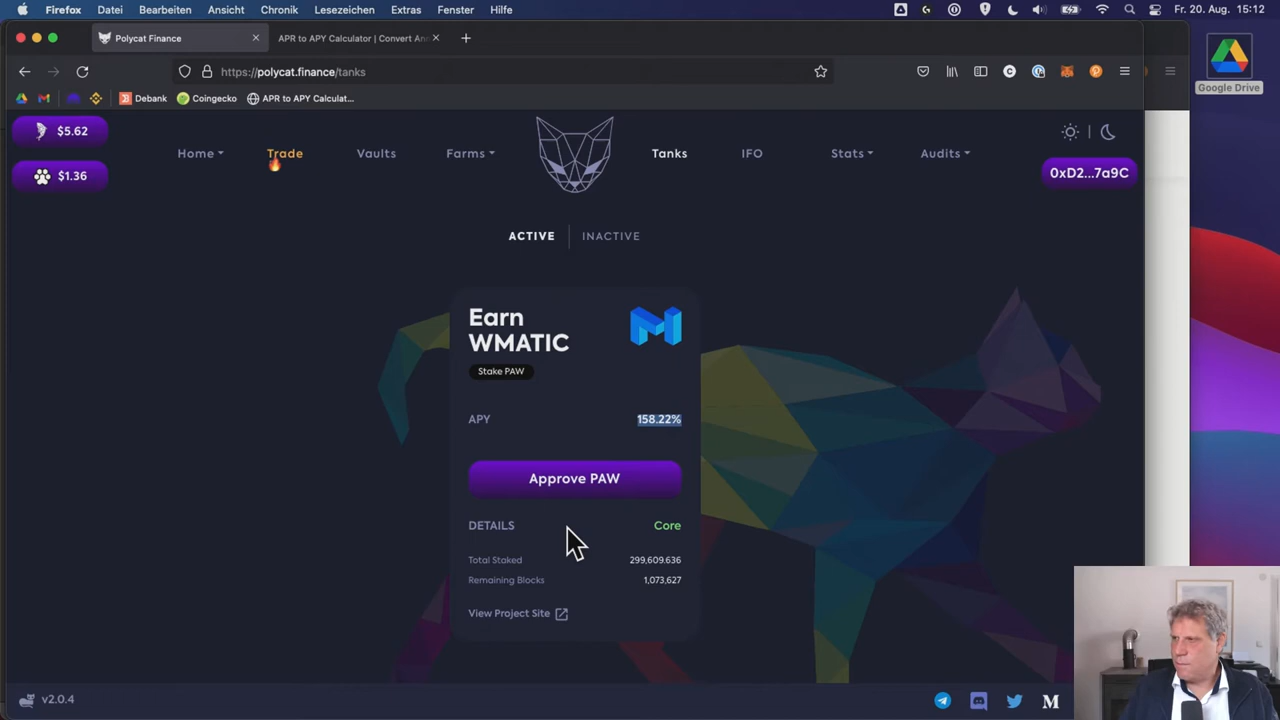 Firefox Datei Bearbeiten Ansicht Chronik Lesezeichen Extras Fenster Hilfe Fr. 20. Aug. 15:12
Polycat Finance
APR to APY Calculator | Convert An
https://polycat.finance/tanks
Debank Coingecko APR to APY Calculat...
Google Drive
$5.62
$1.36
Home Trade Vaults Farms Tanks IFO Stats Audits
0xD2...7a9C
ACTIVE INACTIVE
Earn
WMATIC
Stake PAW
APY 158.22%
Approve PAW
DETAILS Core
Total Staked 299,609.636
Remaining Blocks 1,073,627
View Project Site
v2.0.4